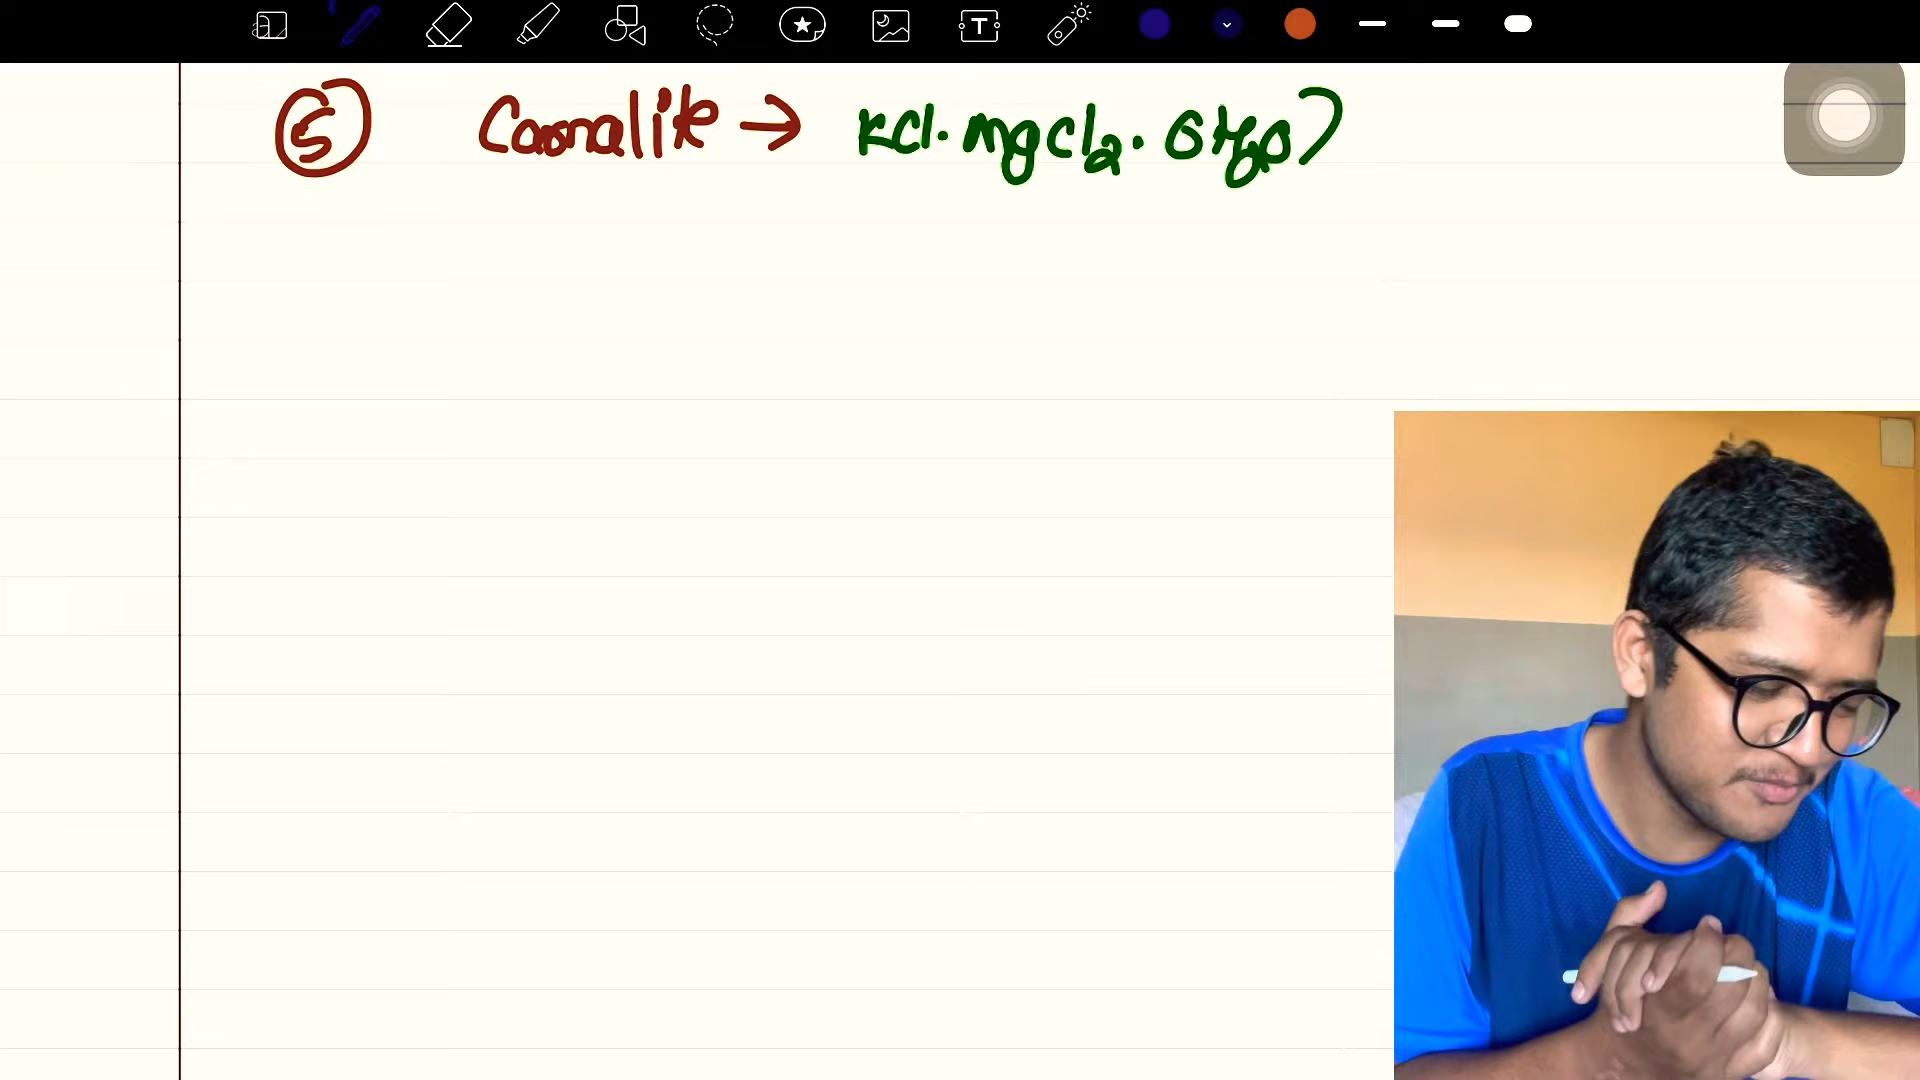 5 Carnalite → KCl. MgCl2. 6H2O)